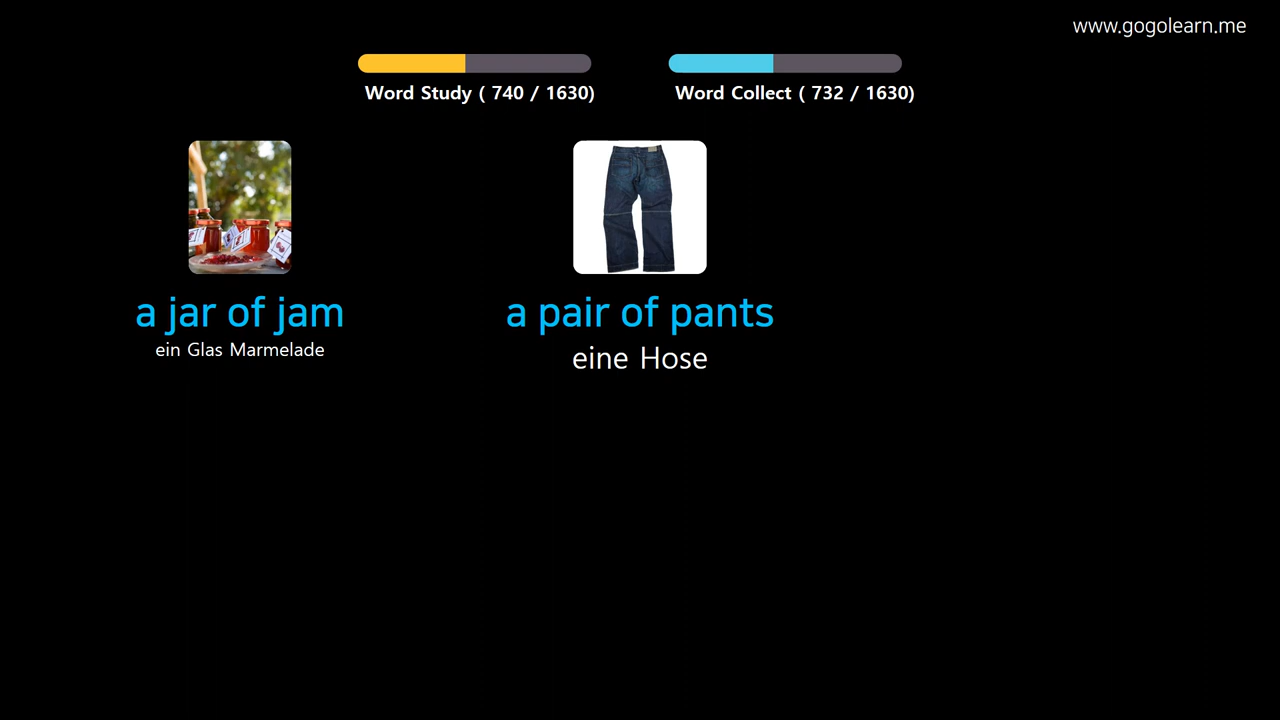 www.gogolearn.me
Word Study ( 740 / 1630)
Word Collect ( 732 / 1630)
a jar of jam
ein Glas Marmelade
a pair of pants
eine Hose